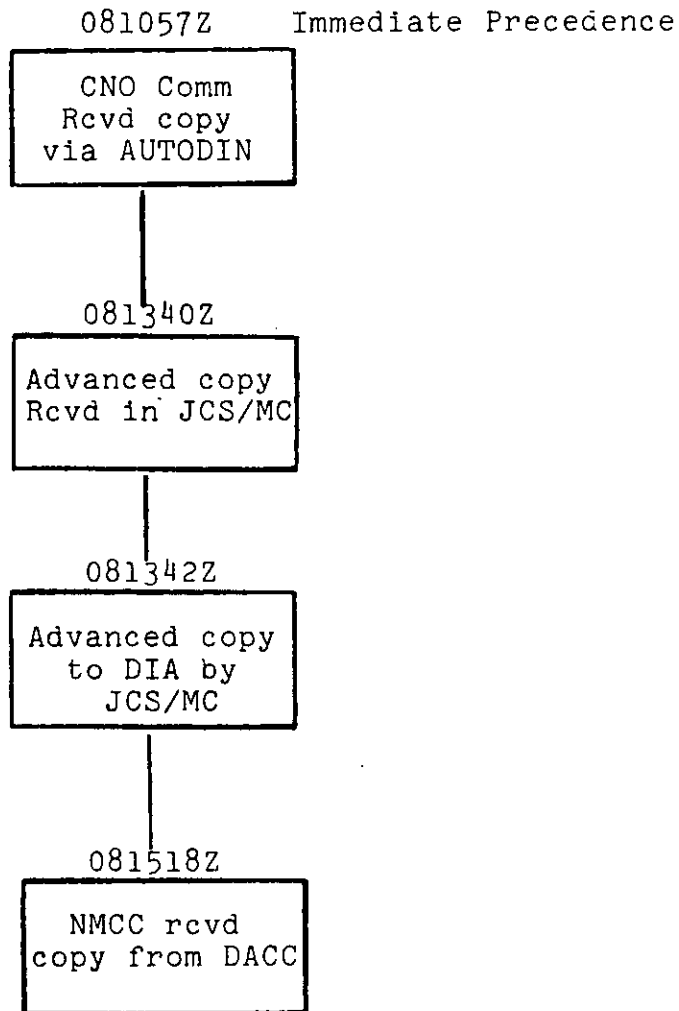 081057Z Immediate Precedence
CNO Comm
Rcvd copy
via AUTODIN
081340Z
Advanced copy
Rcvd in JCS/MC
081342Z
Advanced copy
to DIA by
JCS/MC
081518Z
NMCC rcvd
copy from DACC